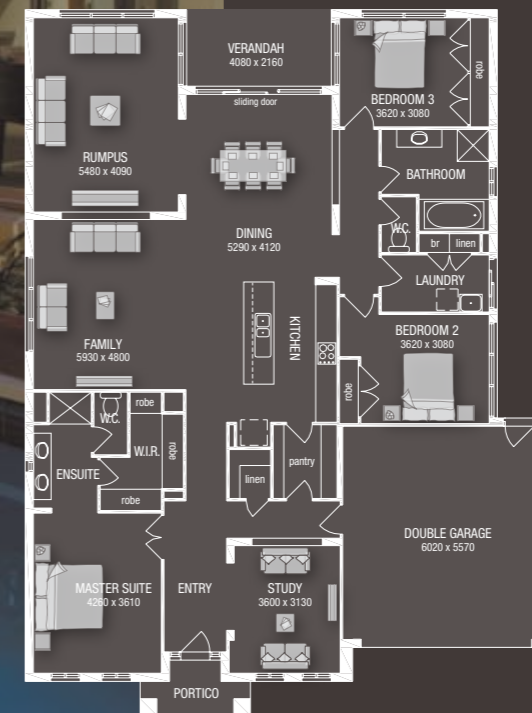 VERANDAH
4080 x 2160
sliding door
BEDROOM 3
3620 x 3080
robe
RUMPUS
5480 x 4090
BATHROOM
DINING
5290 x 4120
W.C.
br
linen
LAUNDRY
KITCHEN
FAMILY
5930 x 4800
BEDROOM 2
3620 x 3080
robe
robe
W.C.
W.I.R.
robe
ENSUITE
robe
linen
pantry
DOUBLE GARAGE
6020 x 5570
MASTER SUITE
4260 x 3610
ENTRY
STUDY
3600 x 3130
PORTICO